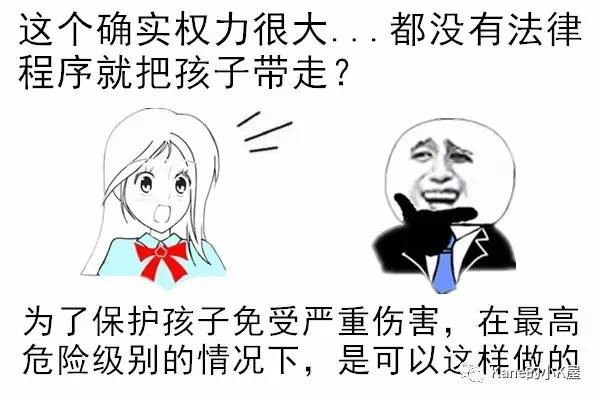 这个确实权力很大...都没有法律
程序就把孩子带走？
为了保护孩子免受严重伤害，在最高
危险级别的情况下，是可以这样做的
Kane的小K屋